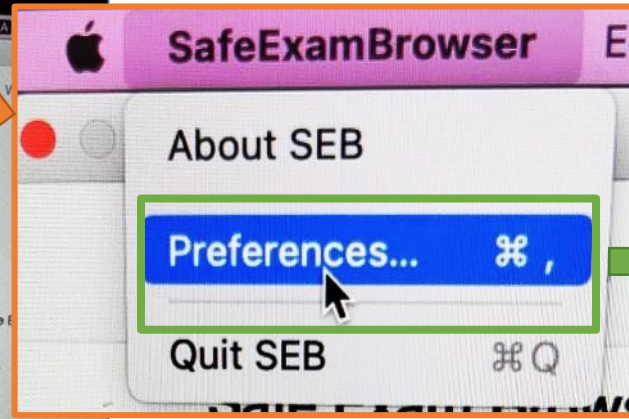 SafeExamBrowser
About SEB
Preferences... ⌘ ,
Quit SEB ⌘ Q